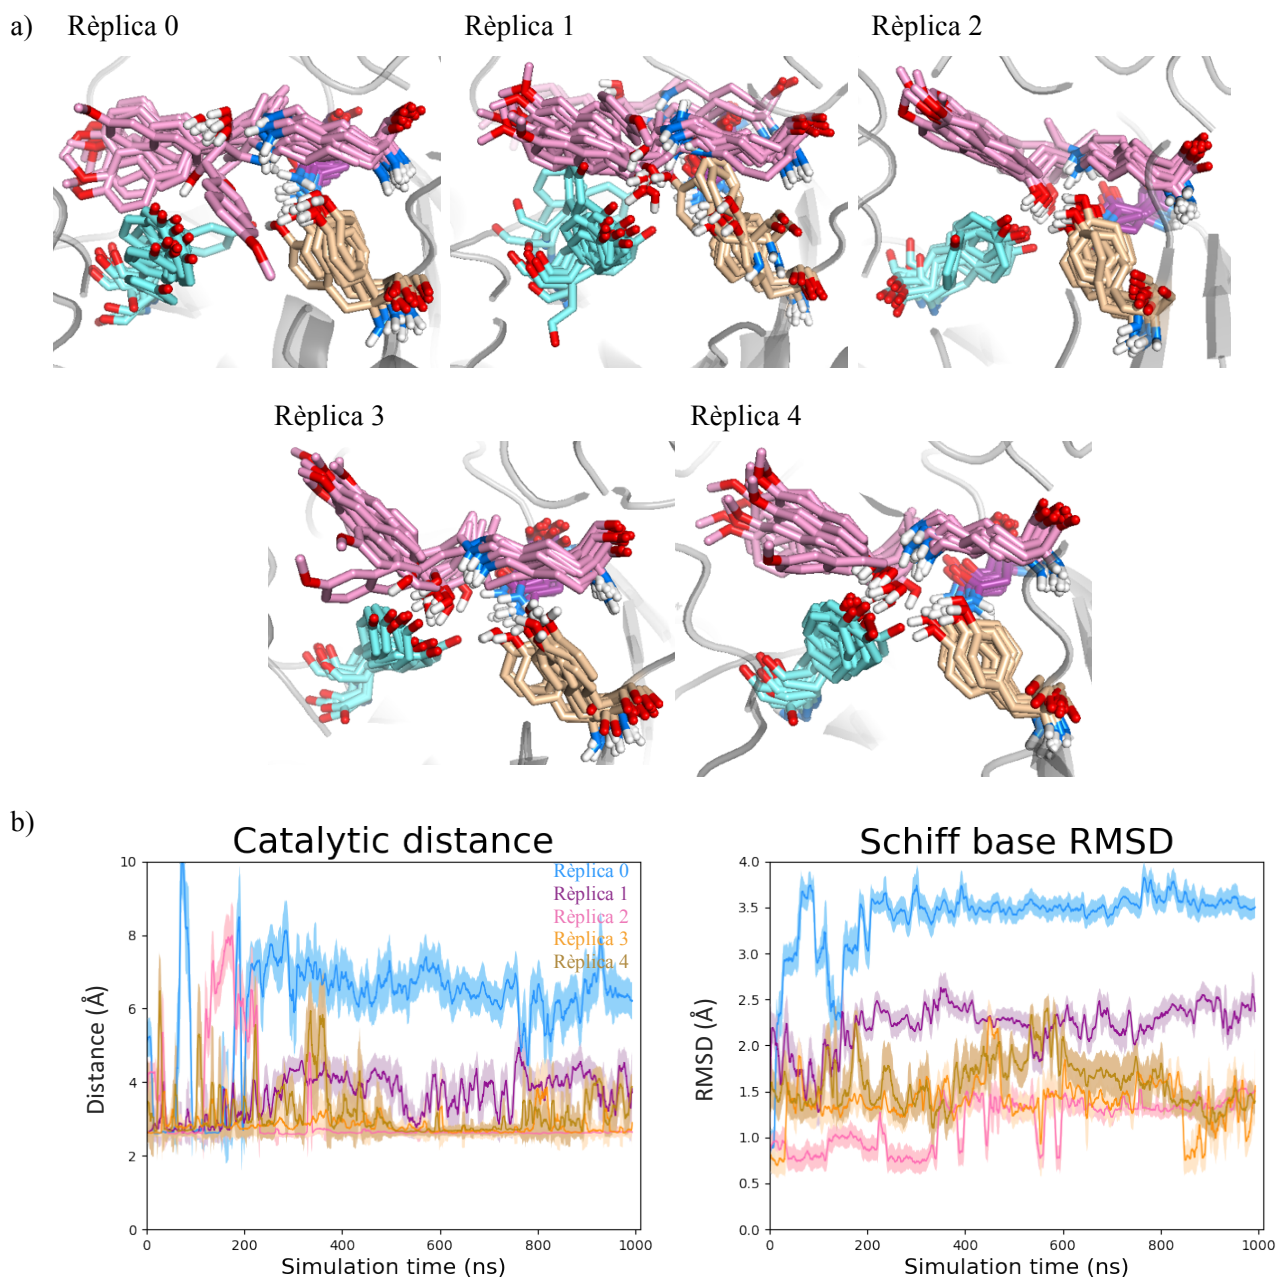 a) Rèplica 0 Rèplica 1 Rèplica 2
Rèplica 3 Rèplica 4
b)
Catalytic distance
10
8
6
4
2
0
Distance (Å)
Rèplica 0
Rèplica 1
Rèplica 2
Rèplica 3
Rèplica 4
0 200 400 600 800 1000
Simulation time (ns)
Schiff base RMSD
4.0
3.5
3.0
2.5
2.0
1.5
1.0
0.5
0.0
RMSD (Å)
0 200 400 600 800 1000
Simulation time (ns)